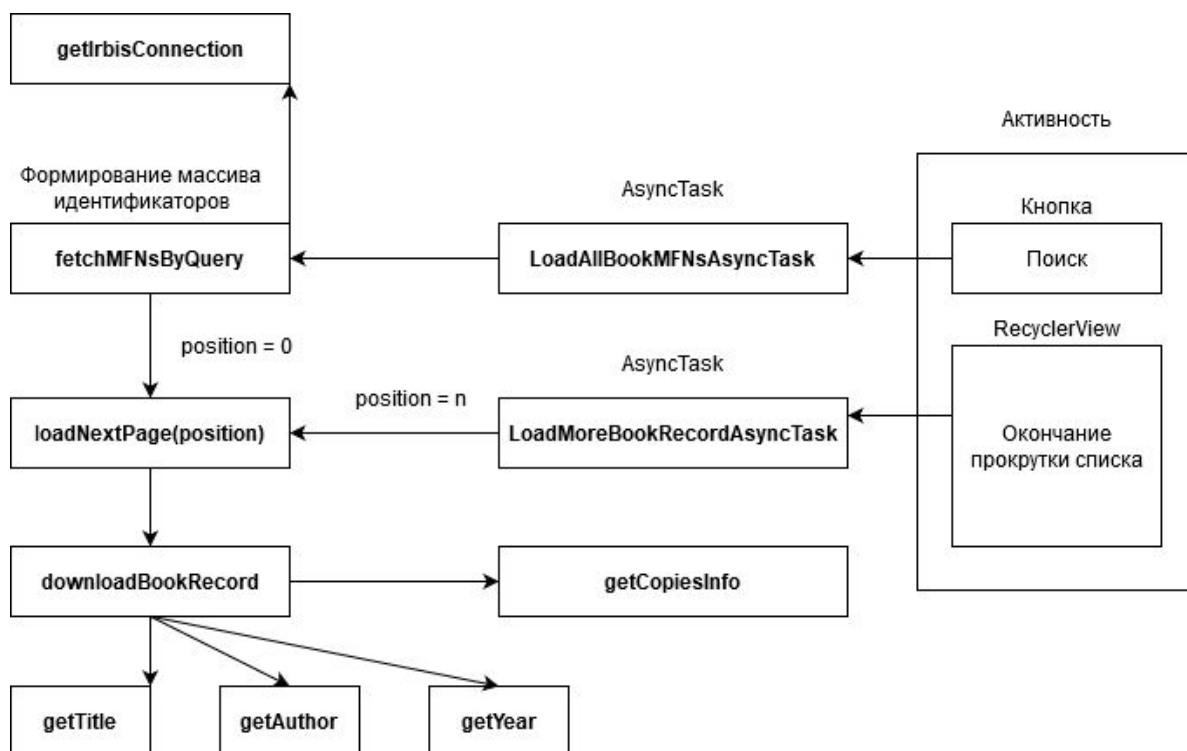 getIrbisConnection
Активность
Формирование массива
идентификаторов
AsyncTask
Кнопка
fetchMFNsByQuery
LoadAllBookMFNsAsyncTask
Поиск
RecyclerView
position = 0
AsyncTask
position = n
loadNextPage(position)
LoadMoreBookRecordAsyncTask
Окончание
прокрутки списка
downloadBookRecord
getCopiesInfo
getTitle
getAuthor
getYear